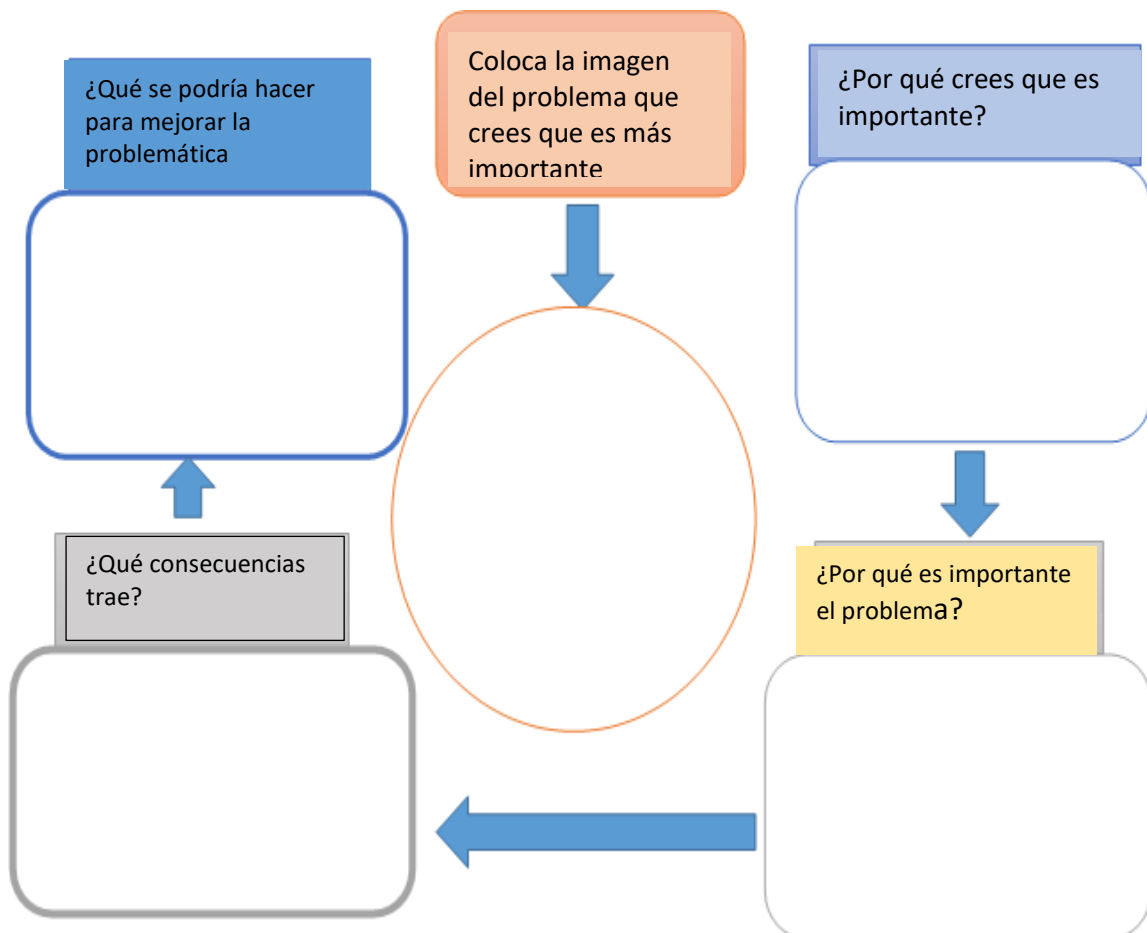 ¿Qué se podría hacer
para mejorar la
problemática
Coloca la imagen
del problema que
crees que es más
importante
¿Por qué crees que es
importante?
¿Qué consecuencias
trae?
¿Por qué es importante
el problema?